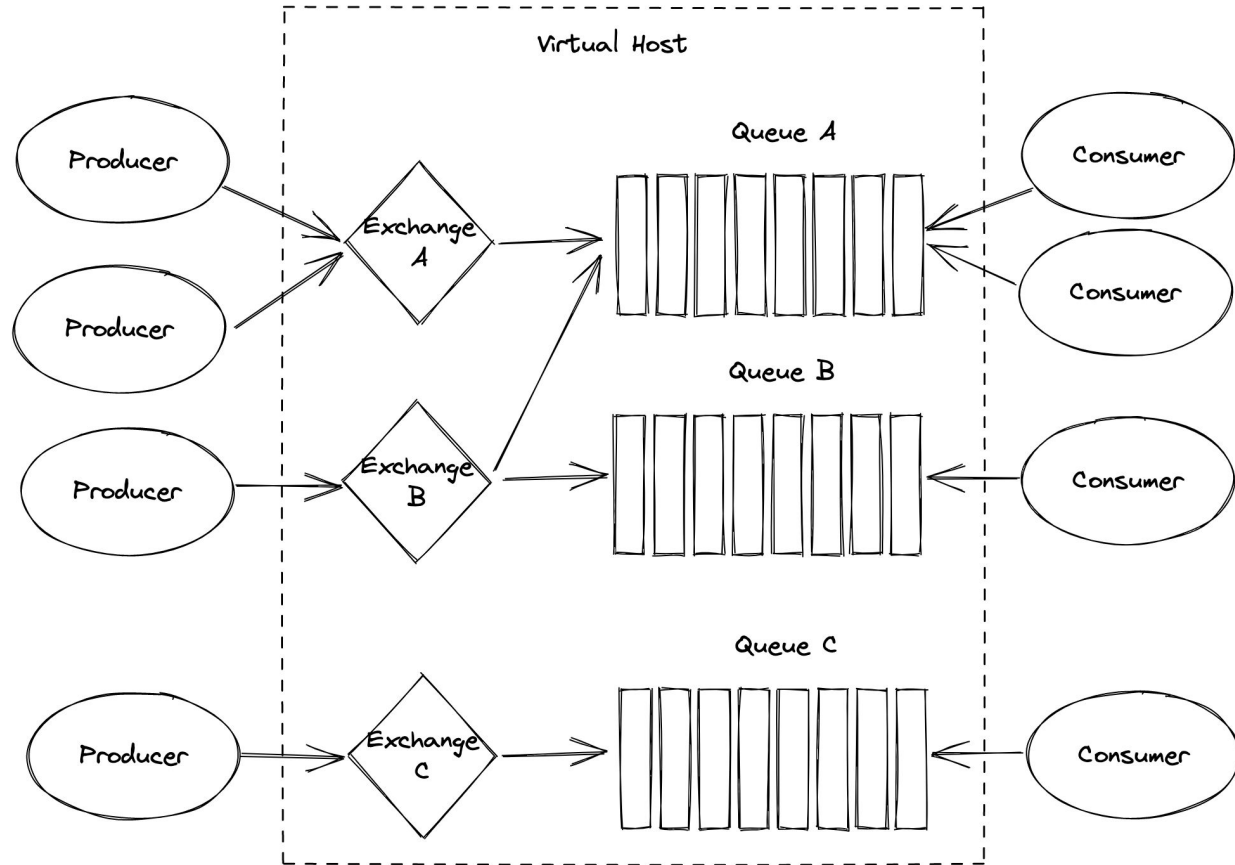 Virtual Host
Producer
Exchange
A
Queue A
Consumer
Producer
Consumer
Producer
Exchange
B
Queue B
Consumer
Producer
Exchange
C
Queue C
Consumer